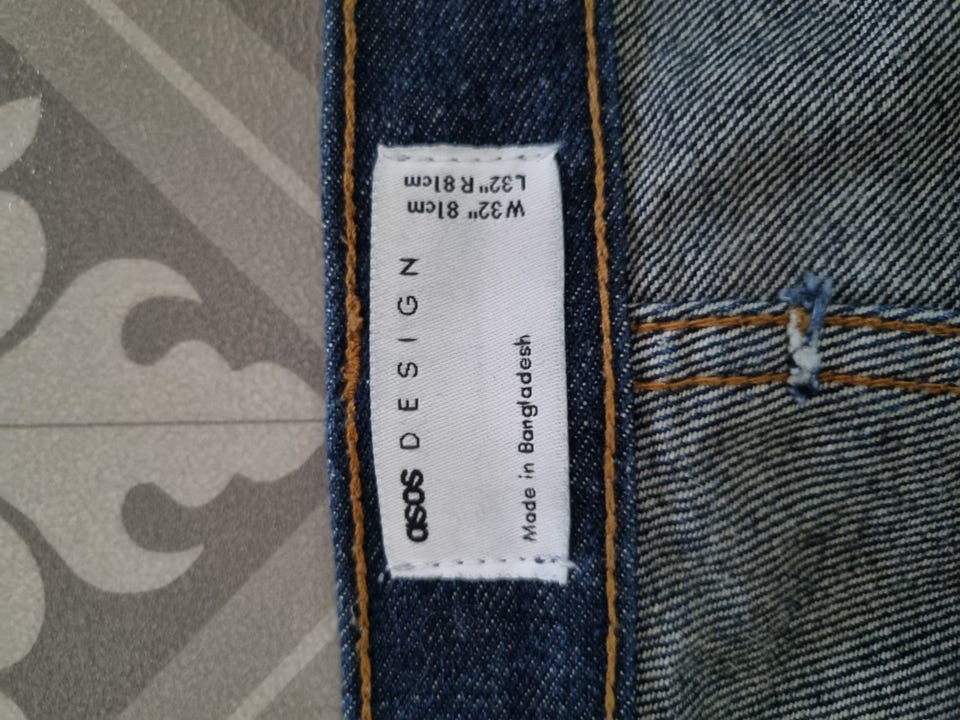 asos DESIGN
Made in Bangladesh
W32" 81cm
L32" R 81cm